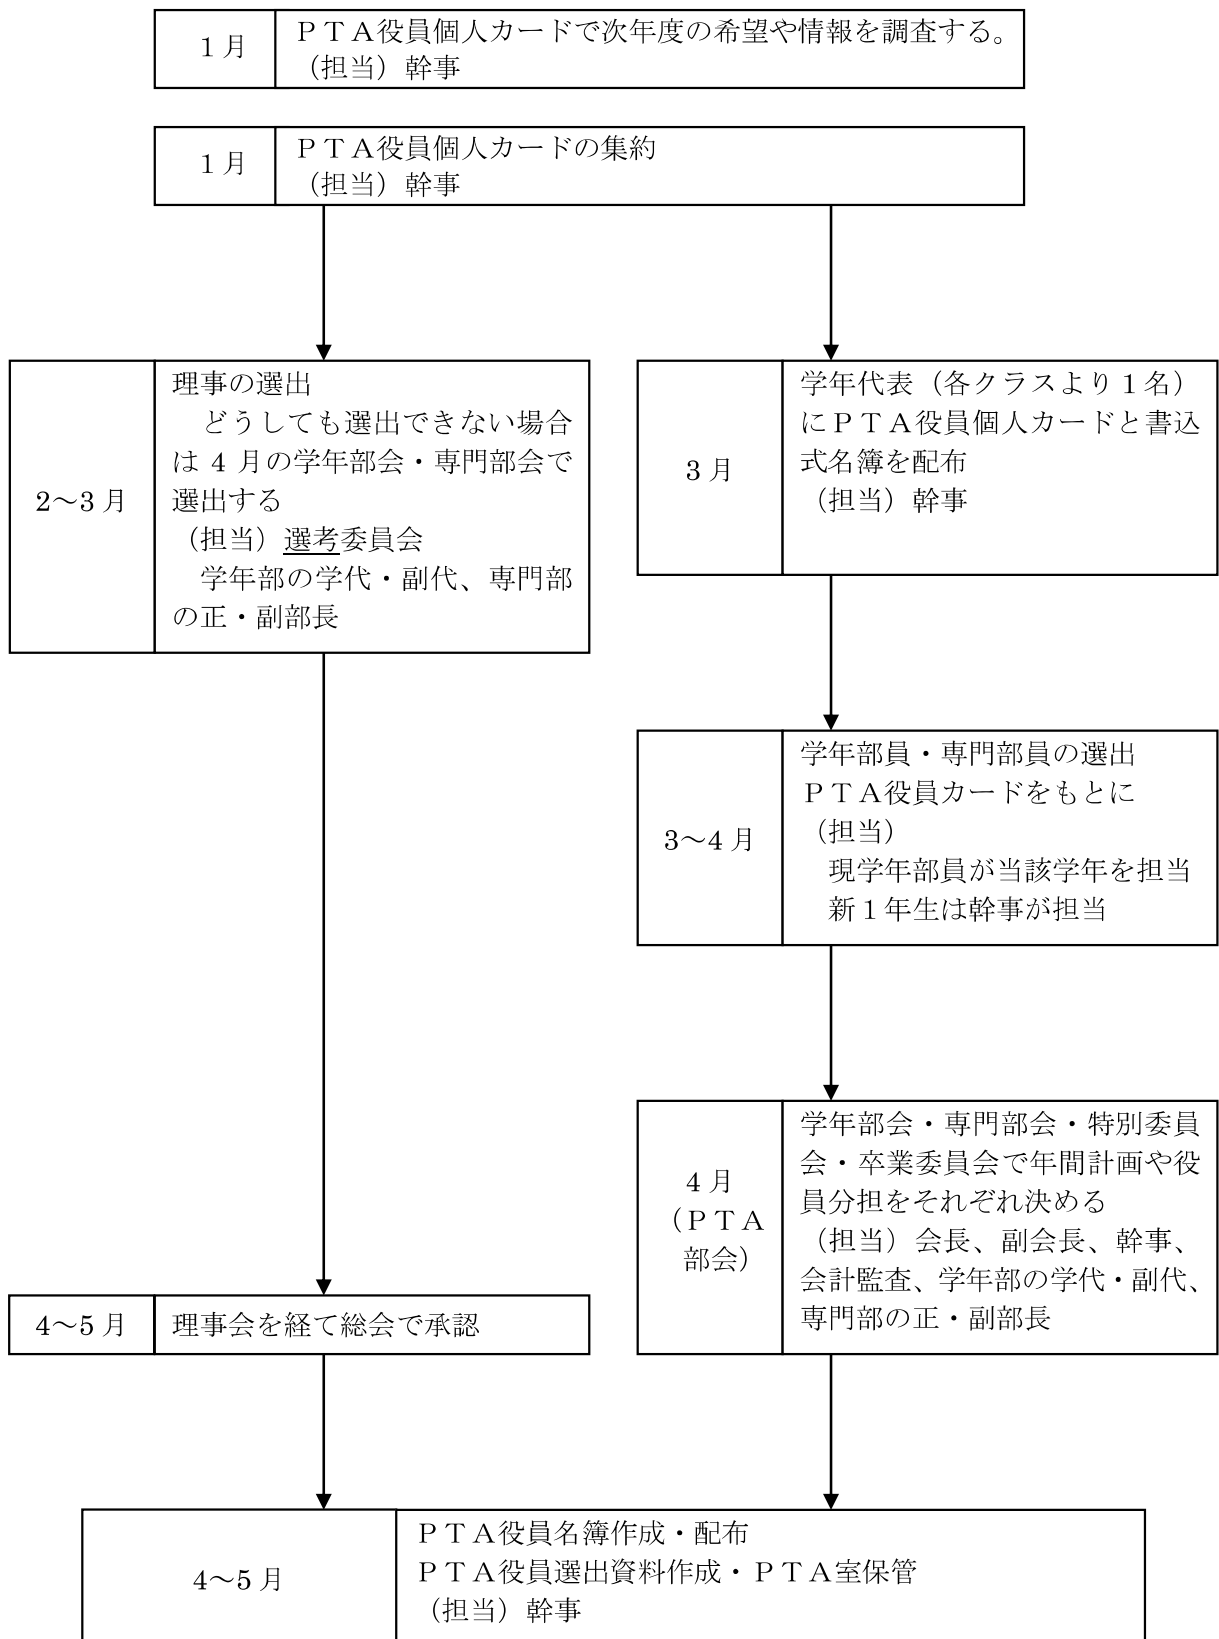 1月
ＰＴＡ役員個人カードで次年度の希望や情報を調査する。
（担当）幹事
1月
ＰＴＡ役員個人カードの集約
（担当）幹事
2～3月
理事の選出
どうしても選出できない場合
は 4 月の学年部会・専門部会で
選出する
（担当）選考委員会
学年部の学代・副代、専門部
の正・副部長
3月
学年代表（各クラスより１名）
にＰＴＡ役員個人カードと書込
式名簿を配布
（担当）幹事
3～4月
学年部員・専門部員の選出
ＰＴＡ役員カードをもとに
（担当）
現学年部員が当該学年を担当
新１年生は幹事が担当
4月
（ＰＴＡ
部会）
学年部会・専門部会・特別委員
会・卒業委員会で年間計画や役
員分担をそれぞれ決める
（担当）会長、副会長、幹事、
会計監査、学年部の学代・副代、
専門部の正・副部長
4～5月
理事会を経て総会で承認
4～5月
ＰＴＡ役員名簿作成・配布
ＰＴＡ役員選出資料作成・ＰＴＡ室保管
（担当）幹事